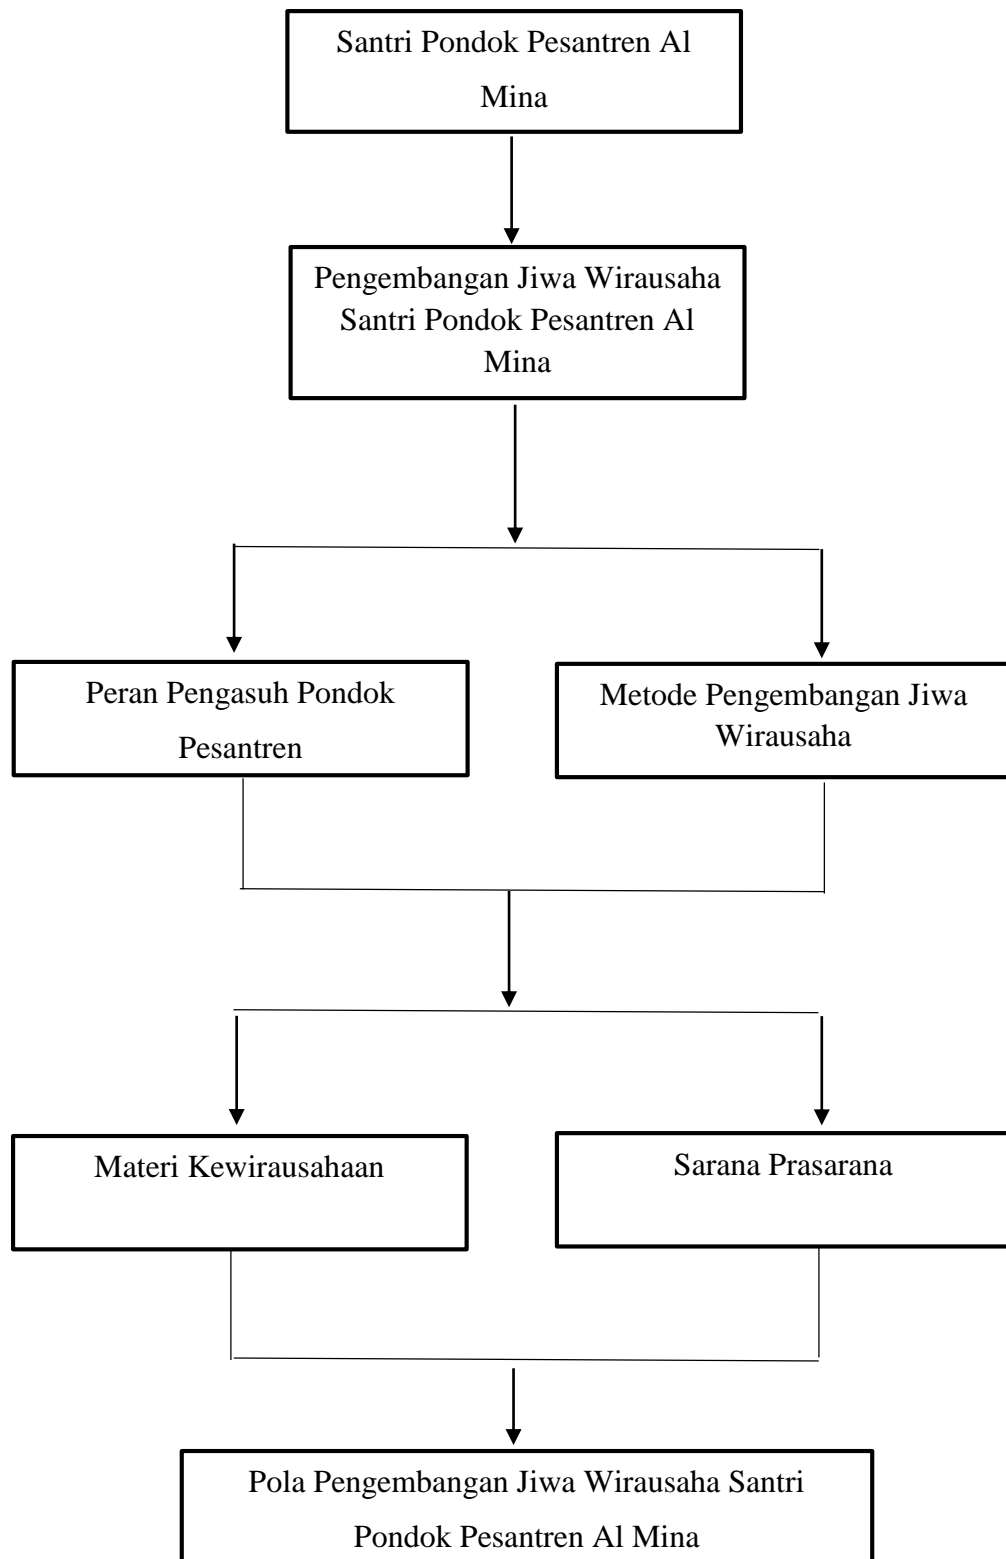 Santri Pondok Pesantren Al
Mina
Pengembangan Jiwa Wirausaha
Santri Pondok Pesantren Al
Mina
Peran Pengasuh Pondok
Pesantren
Metode Pengembangan Jiwa
Wirausaha
Materi Kewirausahaan
Sarana Prasarana
Pola Pengembangan Jiwa Wirausaha Santri
Pondok Pesantren Al Mina